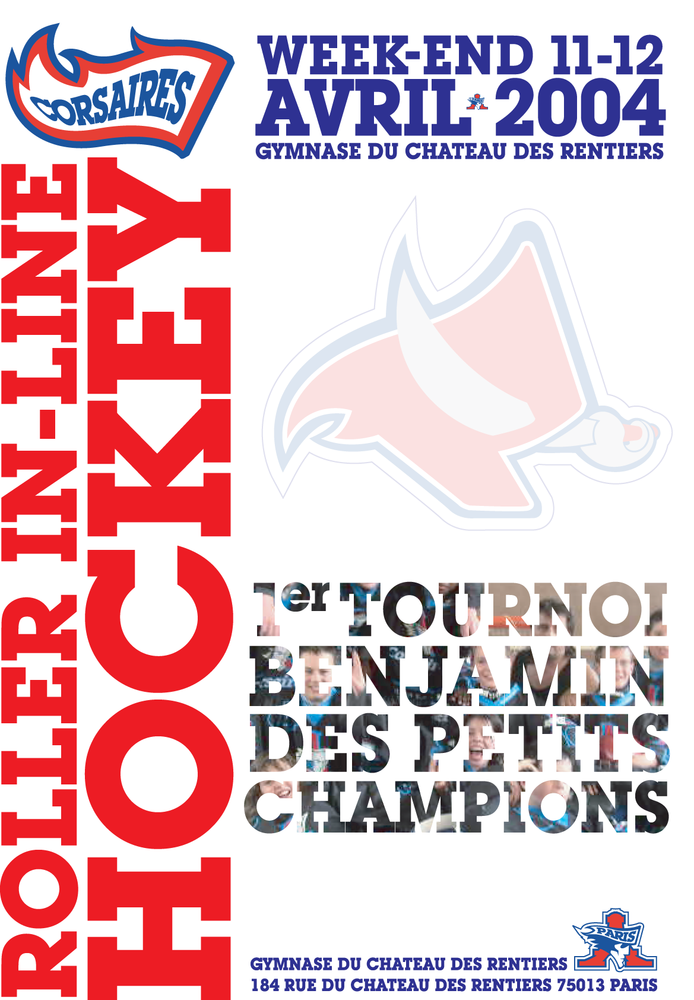 CORSAIRES
WEEK-END 11-12
AVRIL PARIS 2004
GYMNASE DU CHATEAU DES RENTIERS
ROLLER IN-LINE
HOCKEY
1er TOURNOI
BENJAMIN
DES PETITS
CHAMPIONS
PARIS
GYMNASE DU CHATEAU DES RENTIERS
184 RUE DU CHATEAU DES RENTIERS 75013 PARIS